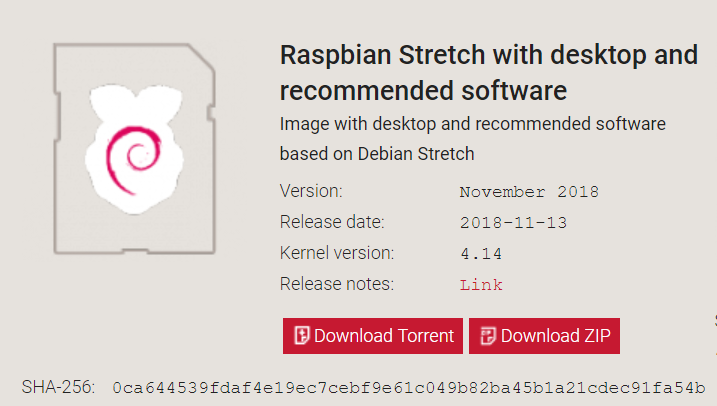 Raspbian Stretch with desktop and
recommended software
Image with desktop and recommended software
based on Debian Stretch
Version: November 2018
Release date: 2018-11-13
Kernel version: 4.14
Release notes: Link
Download Torrent Download ZIP
SHA-256: 0ca644539fdaf4e19ec7cebf9e61c049b82ba45b1a21cdec91fa54b